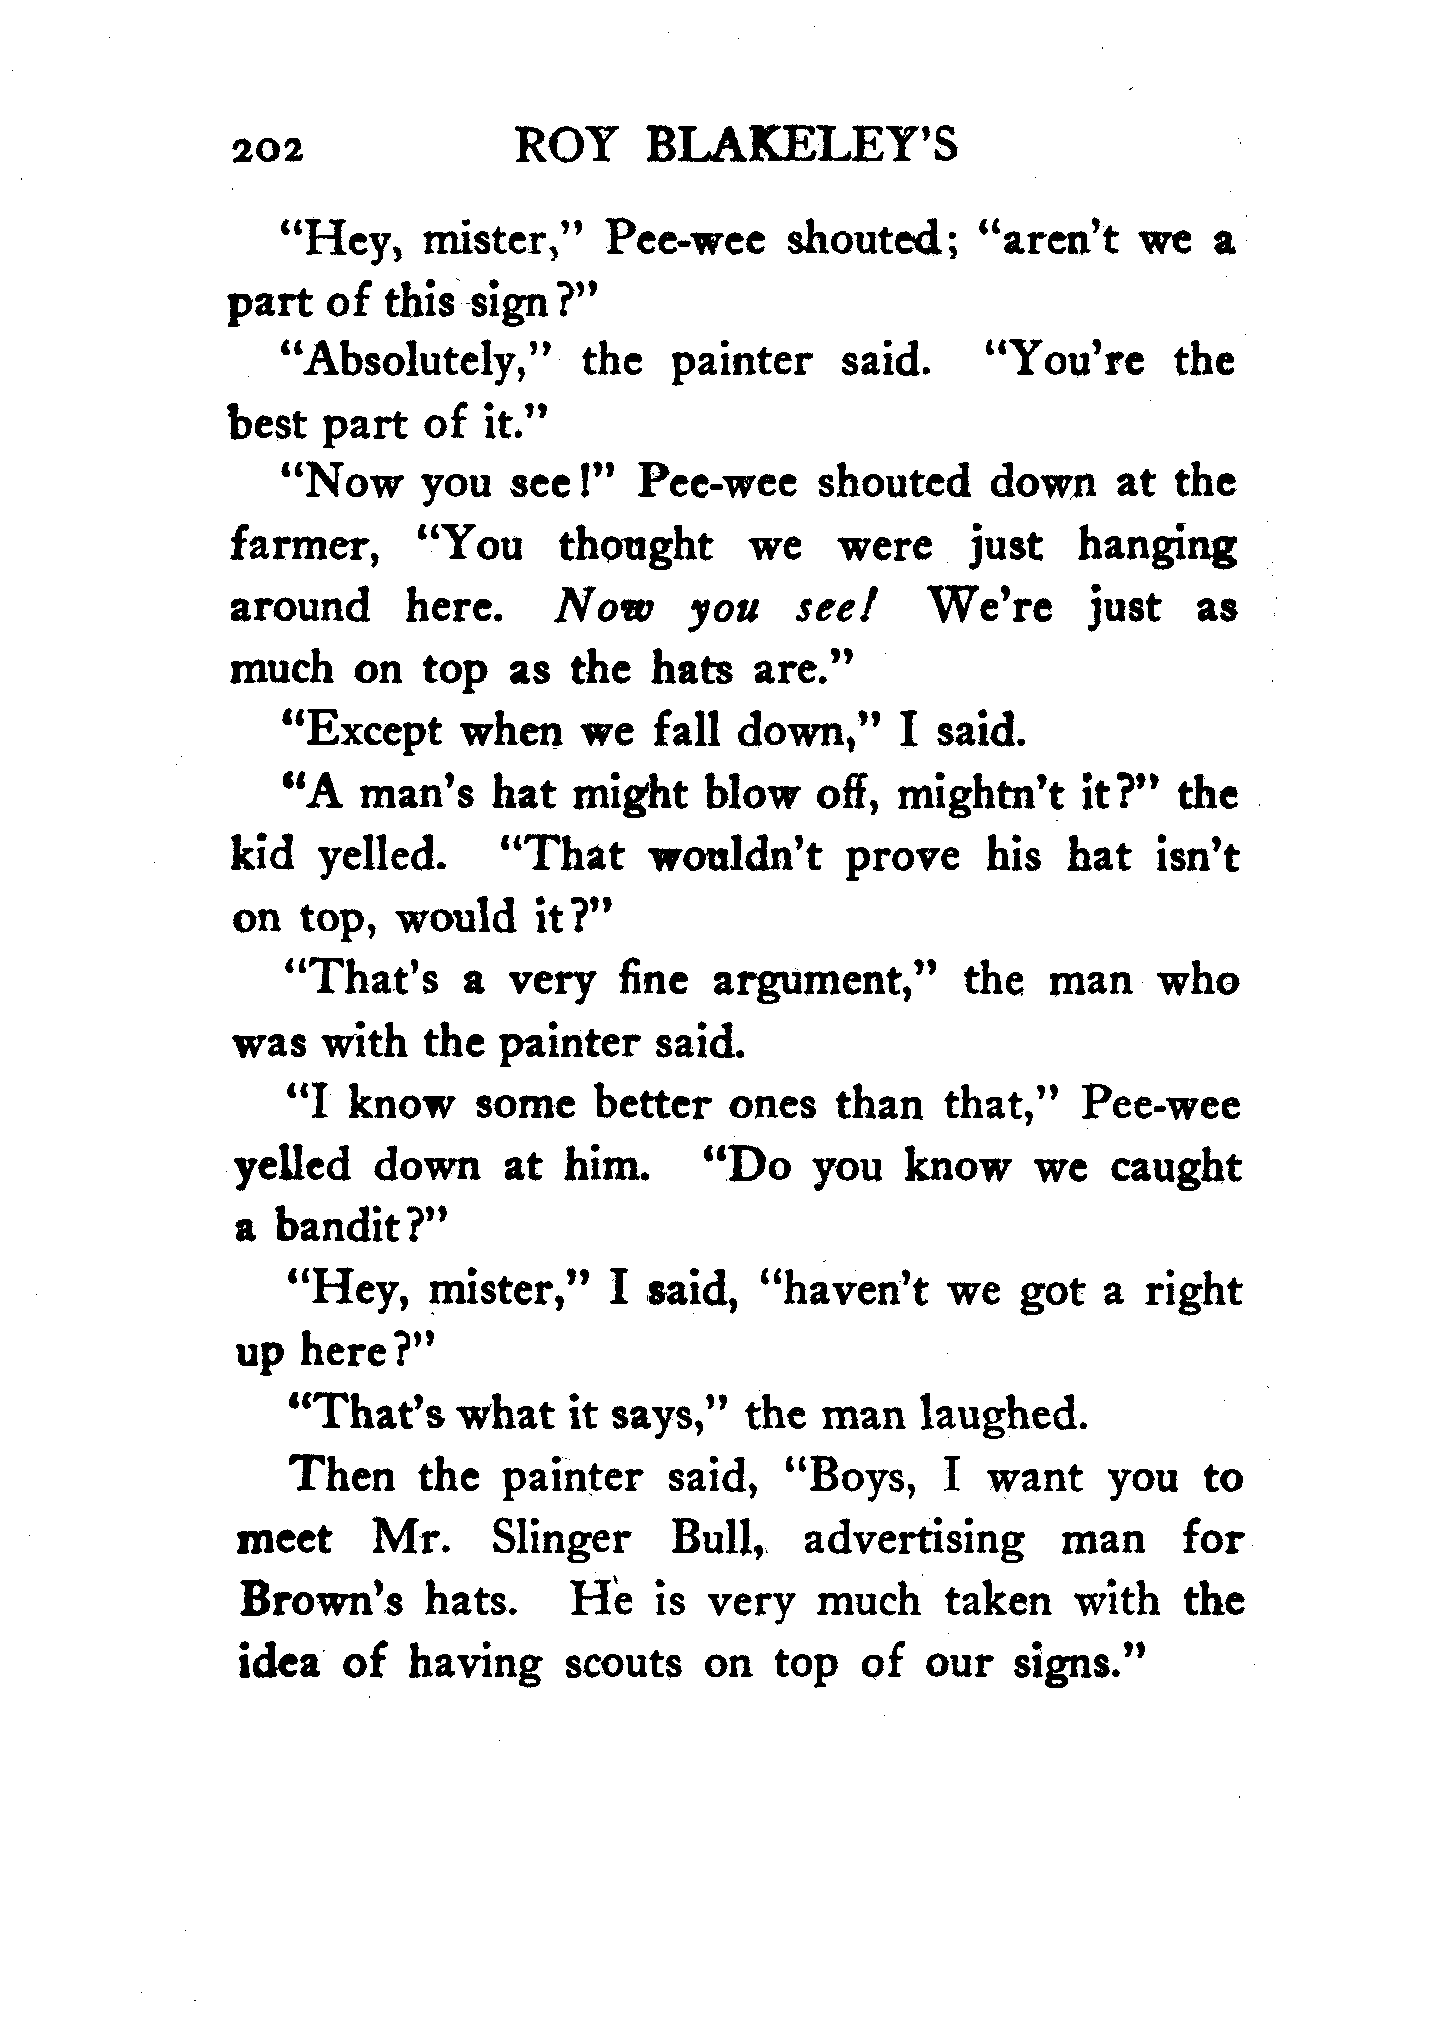 202 ROY BLAKELEY'S
“Hey, mister,” Pee-wee shouted; “aren't we a
part of this sign?”
“Absolutely,” the painter said. “You're the
best part of it.”
“Now you see!” Pee-wee shouted down at the
farmer, “You thought we were just hanging
around here. Now you see! We're just as
much on top as the hats are.”
“Except when we fall down,” I said.
“A man's hat might blow off, mightn't it?” the
kid yelled. “That wouldn't prove his hat isn't
on top, would it?”
“That's a very fine argument,” the man who
was with the painter said.
“I know some better ones than that,” Pee-wee
yelled down at him. “Do you know we caught
a bandit?”
“Hey, mister,” I said, “haven't we got a right
up here?”
“That's what it says,” the man laughed.
Then the painter said, “Boys, I want you to
meet Mr. Slinger Bull, advertising man for
Brown's hats. He is very much taken with the
idea of having scouts on top of our signs.”